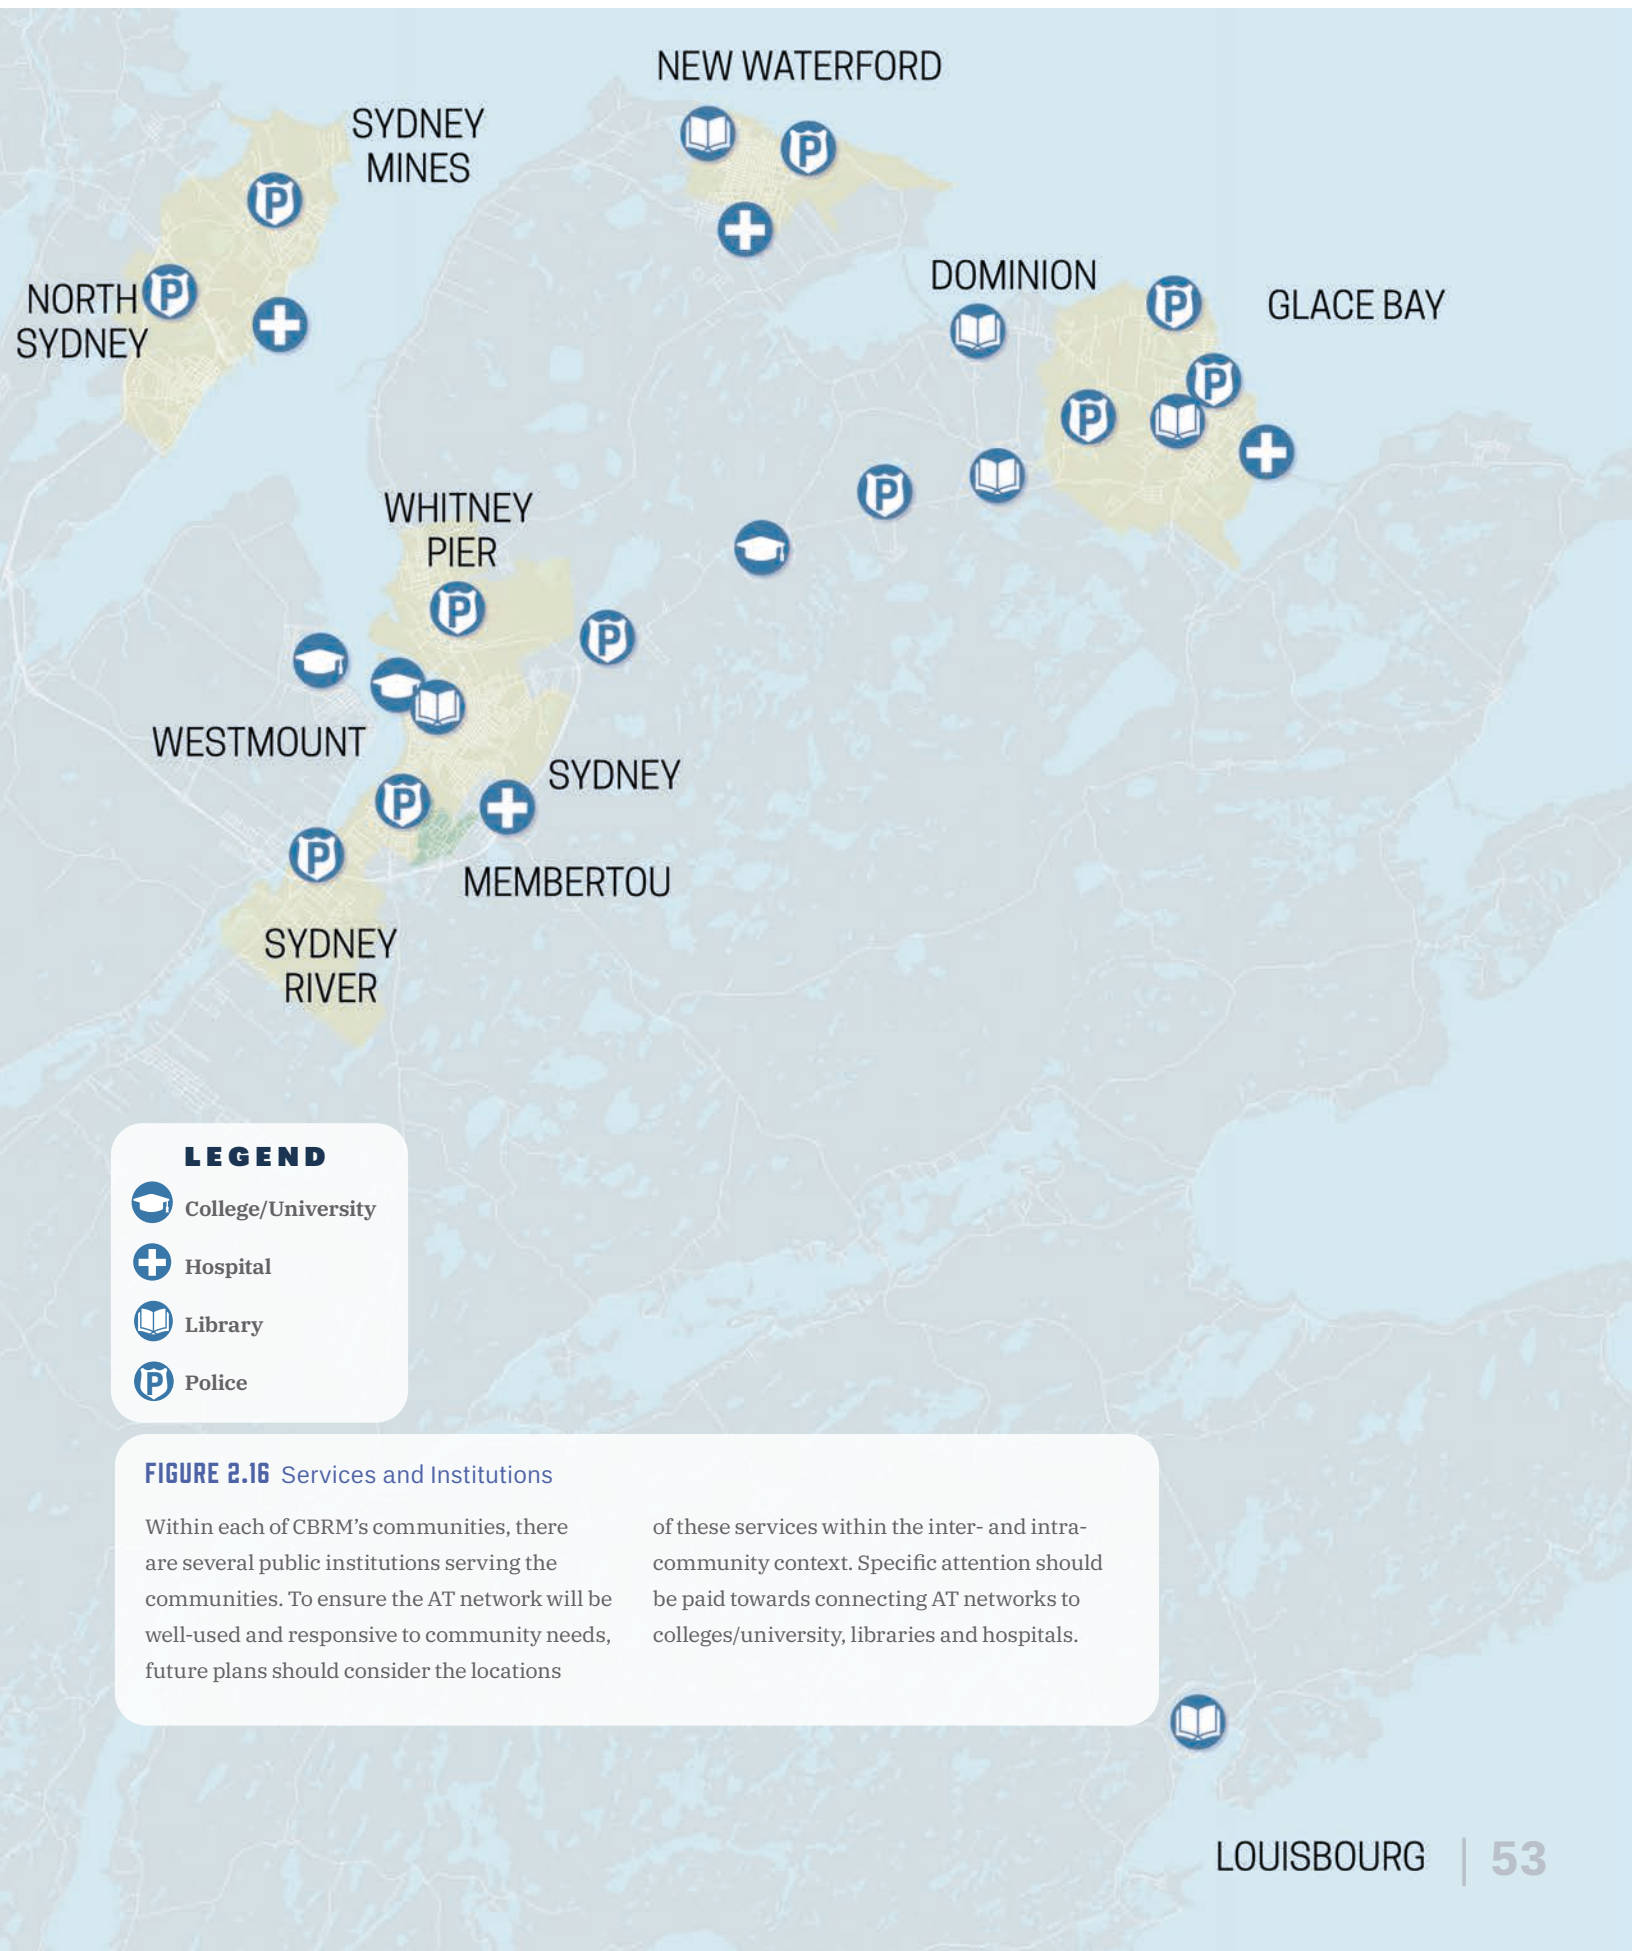 NEW WATERFORD
SYDNEY
MINES
DOMINION
GLACE BAY
NORTH
SYDNEY
WHITNEY
PIER
WESTMOUNT
SYDNEY
MEMBERTOU
SYDNEY
RIVER
LEGEND
College/University
Hospital
Library
P Police
FIGURE 2.16 Services and Institutions
Within each of CBRM's communities, there
are several public institutions serving the
communities. To ensure the AT network will be
well-used and responsive to community needs,
future plans should consider the locations
of these services within the inter- and intra-
community context. Specific attention should
be paid towards connecting AT networks to
colleges/university, libraries and hospitals.
LOUISBOURG | 53